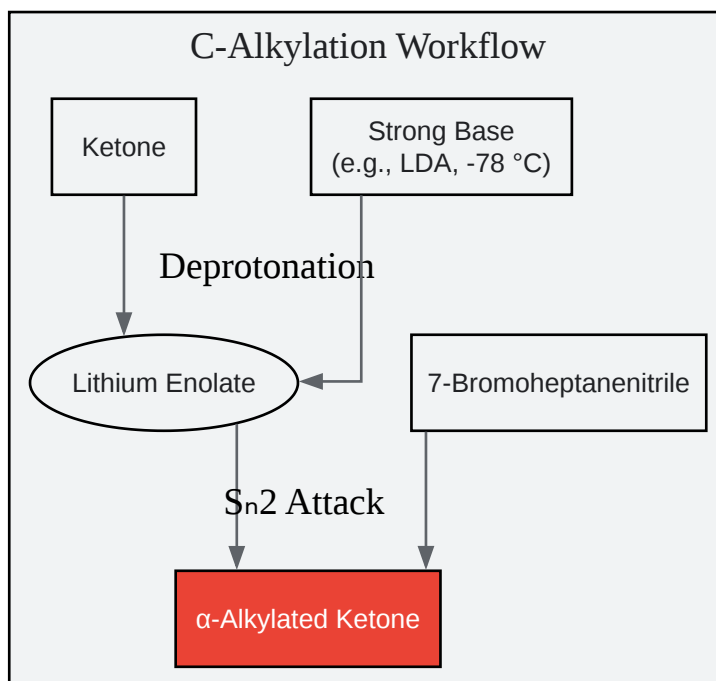 C-Alkylation Workflow
Ketone
Strong Base
(e.g., LDA, -78 °C)
Deprotonation
Lithium Enolate
7-Bromoheptanenitrile
Sₙ2 Attack
α-Alkylated Ketone